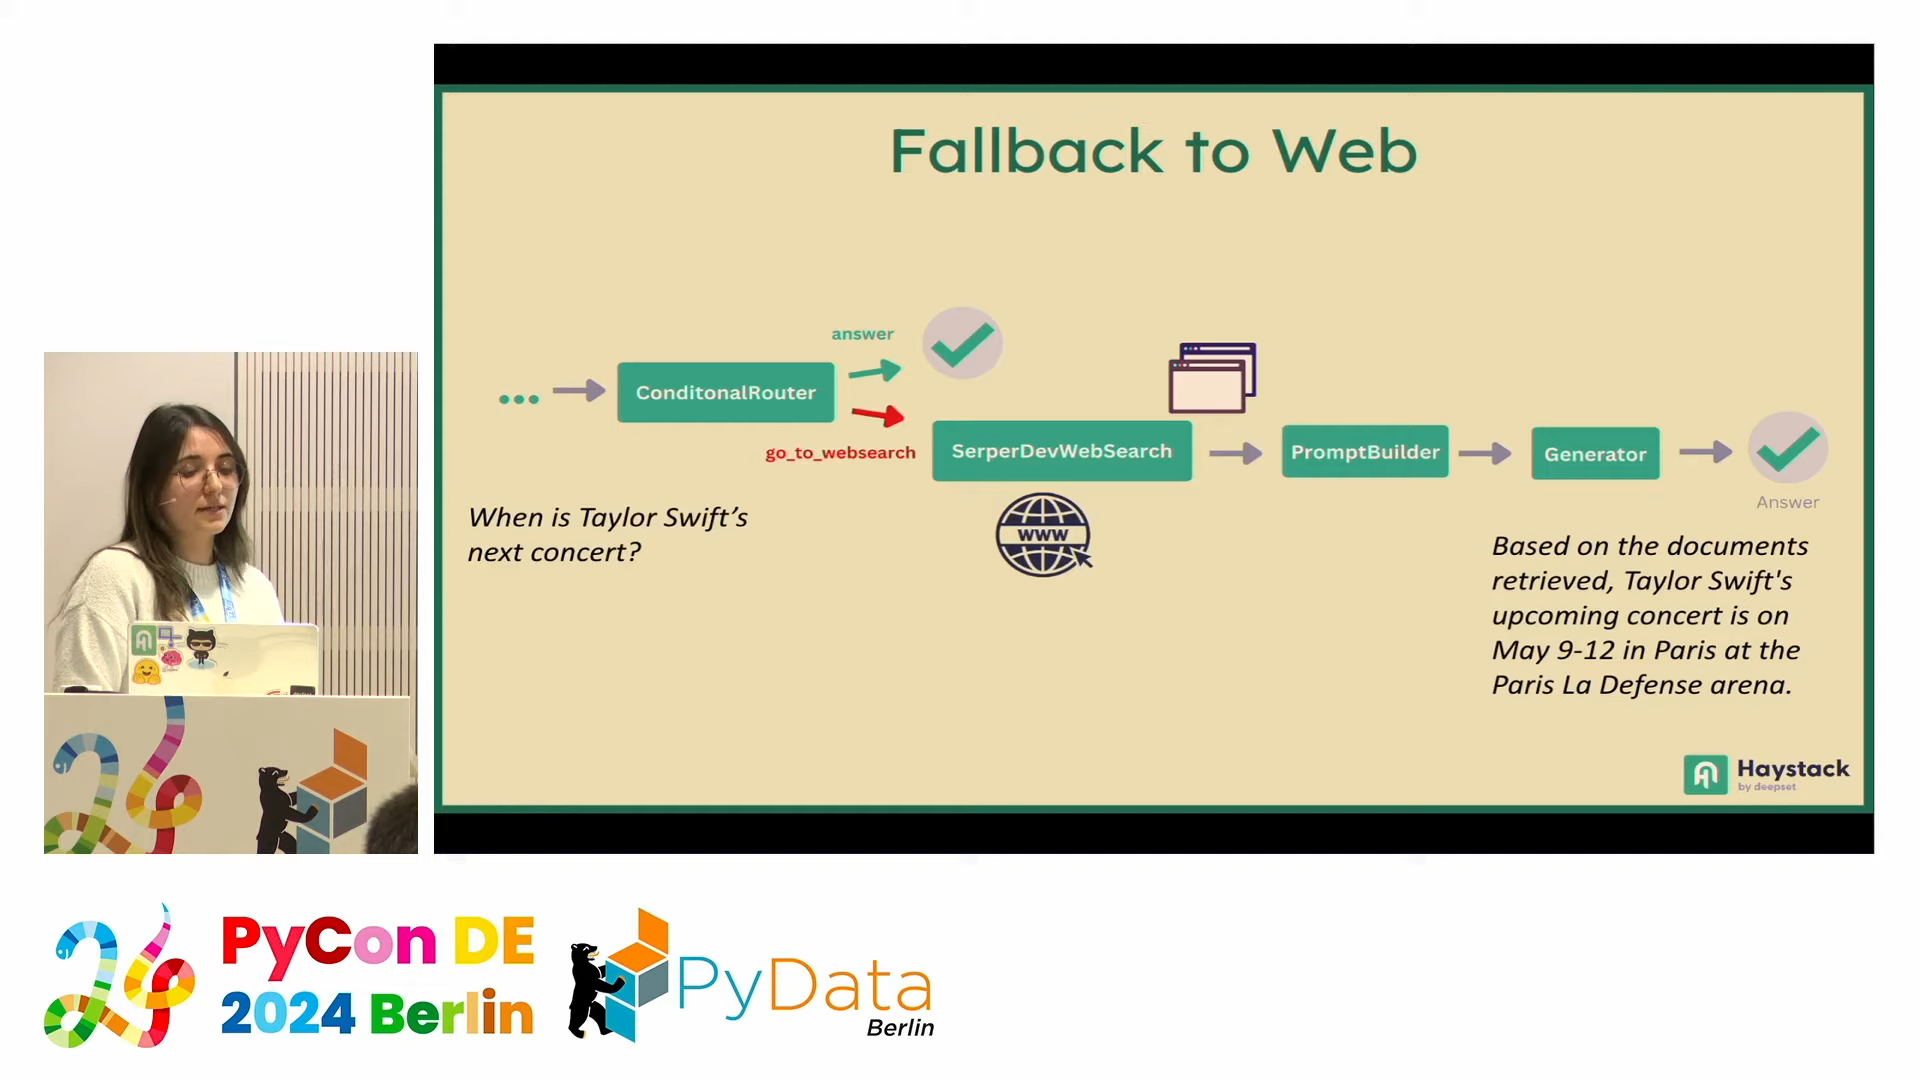 Fallback to Web
answer
ConditonalRouter
go_to_websearch
SerperDevWebSearch
PromptBuilder
Generator
Answer
When is Taylor Swift's
next concert?
WWW
Based on the documents
retrieved, Taylor Swift's
upcoming concert is on
May 9-12 in Paris at the
Paris La Defense arena.
Haystack
by deepset
PyCon DE
2024 Berlin
PyData
Berlin